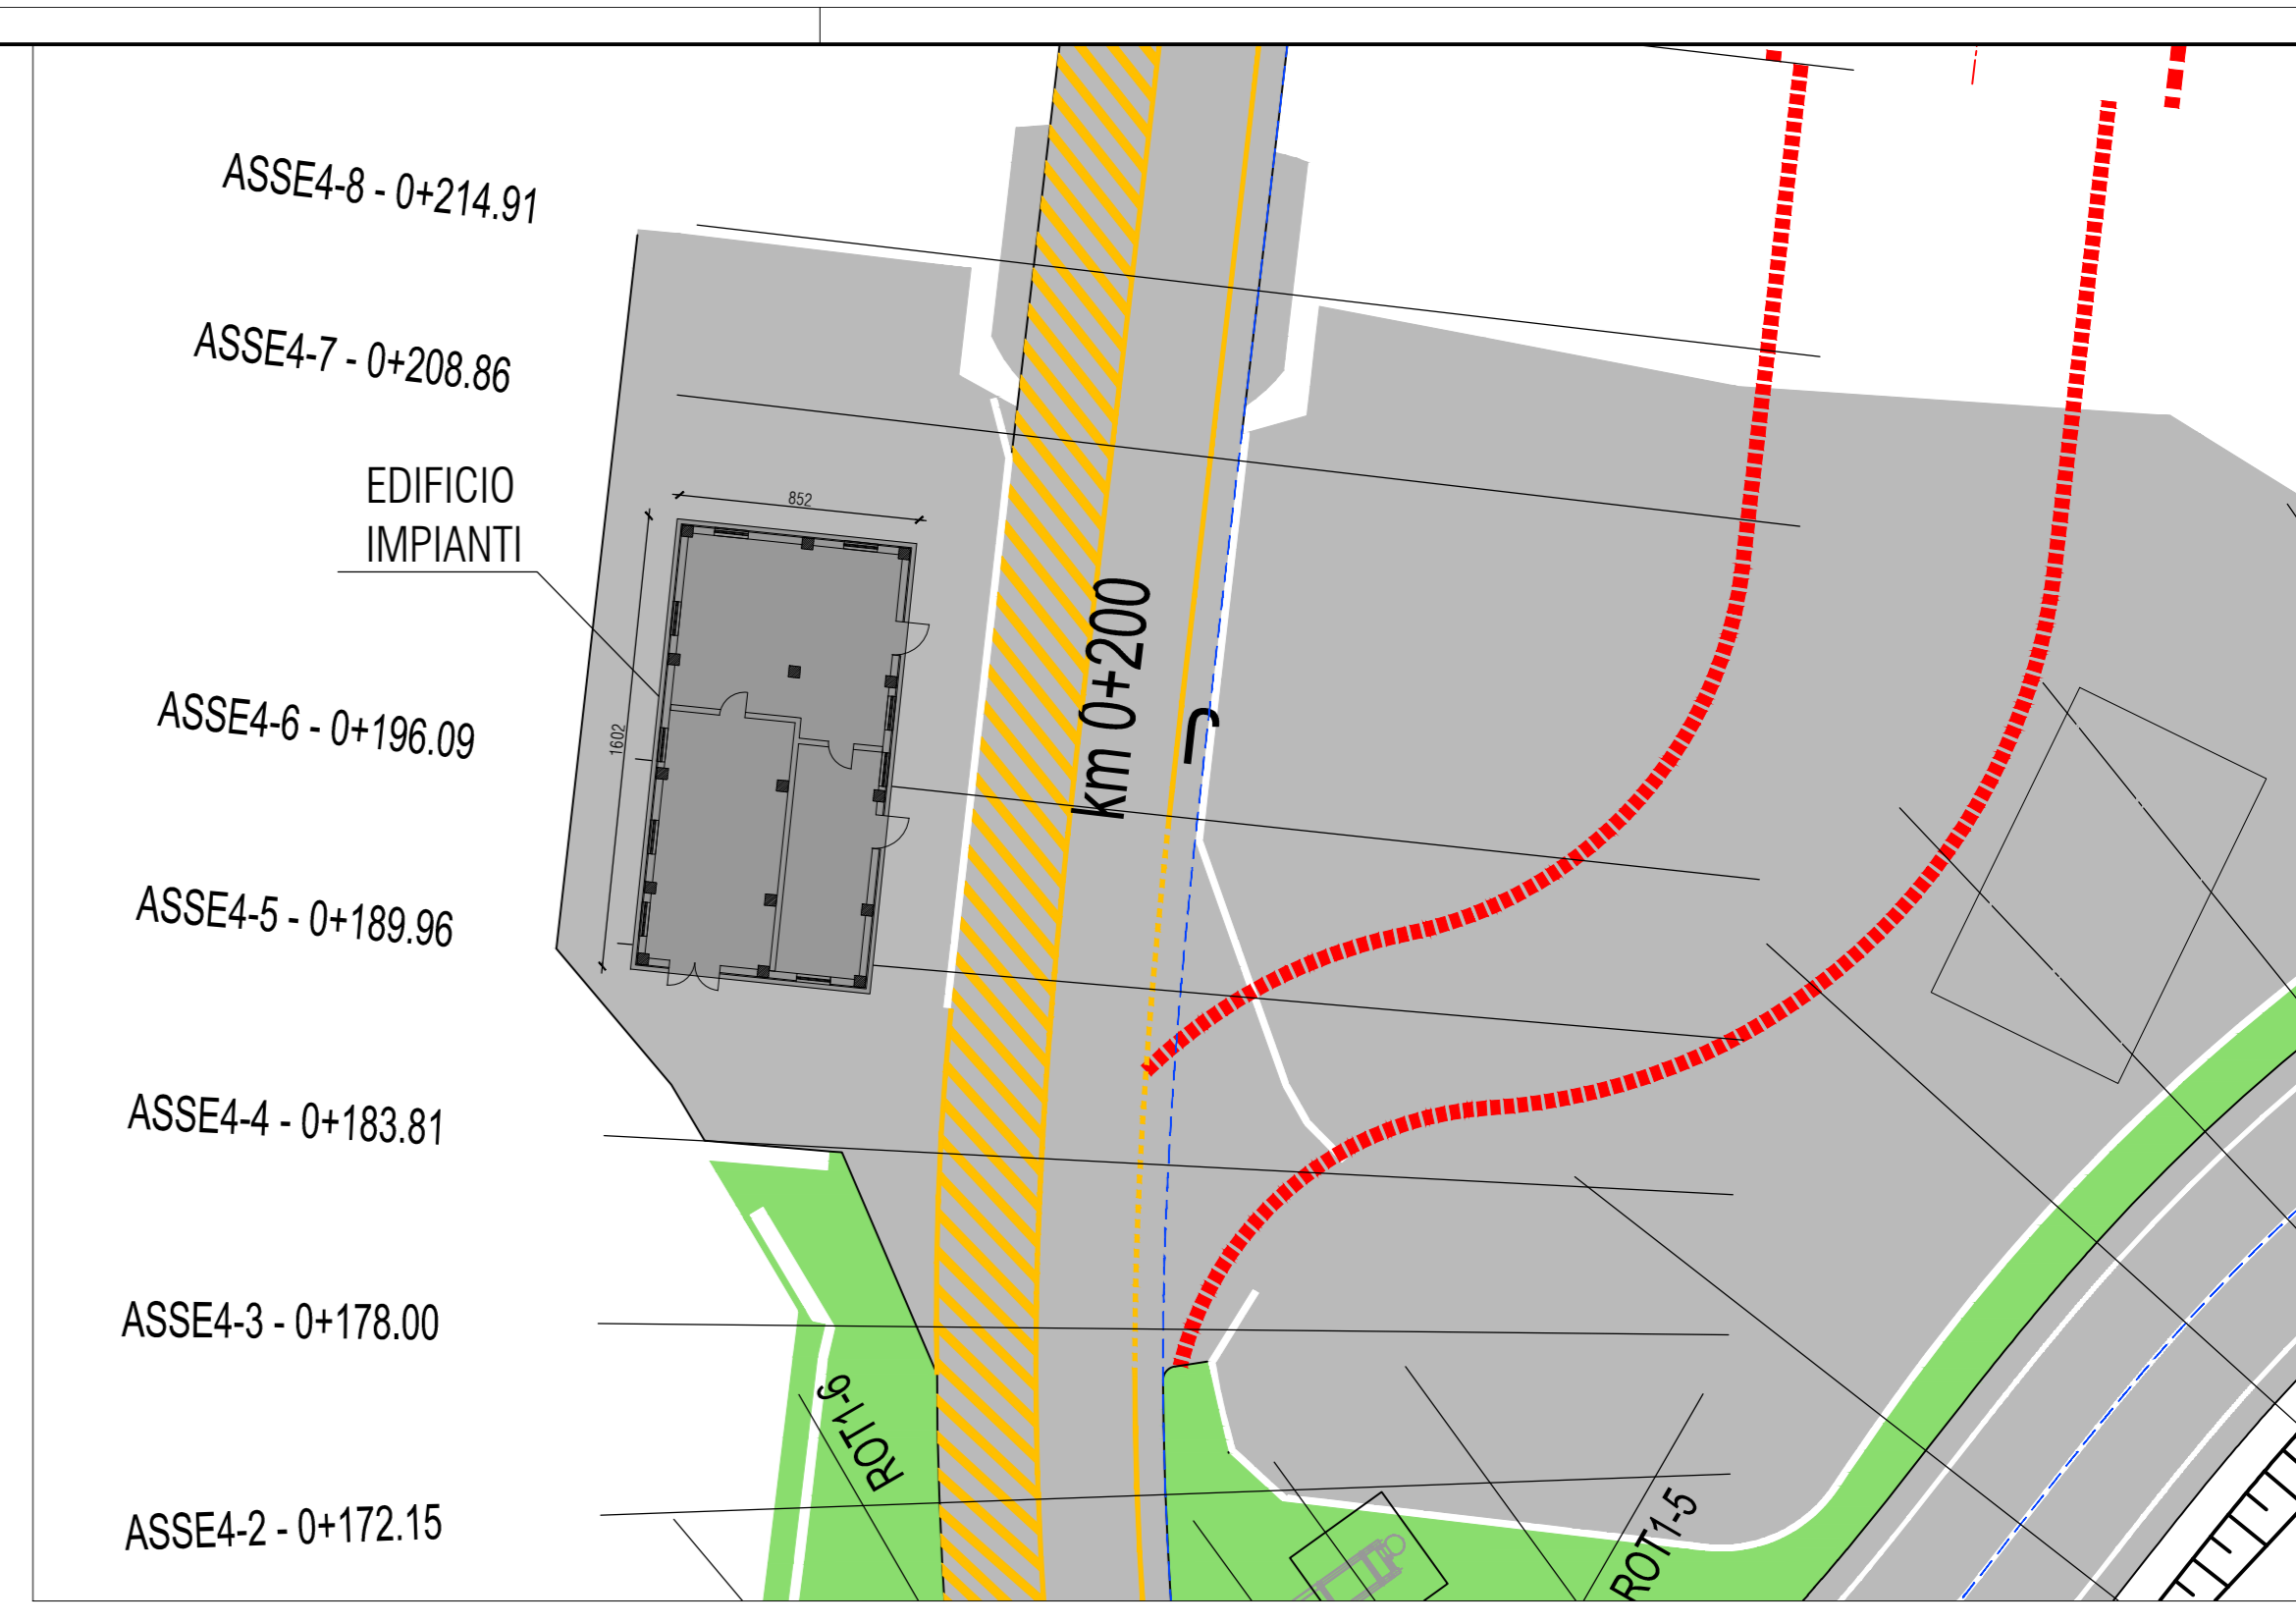 ASSE4-8 - 0+214.91
ASSE4-7 - 0+208.86
EDIFICIO
IMPIANTI
852
1602
km 0+200
ASSE4-6 - 0+196.09
ASSE4-5 - 0+189.96
ASSE4-4 - 0+183.81
ASSE4-3 - 0+178.00
ROT1-6
ROT1-5
ASSE4-2 - 0+172.15